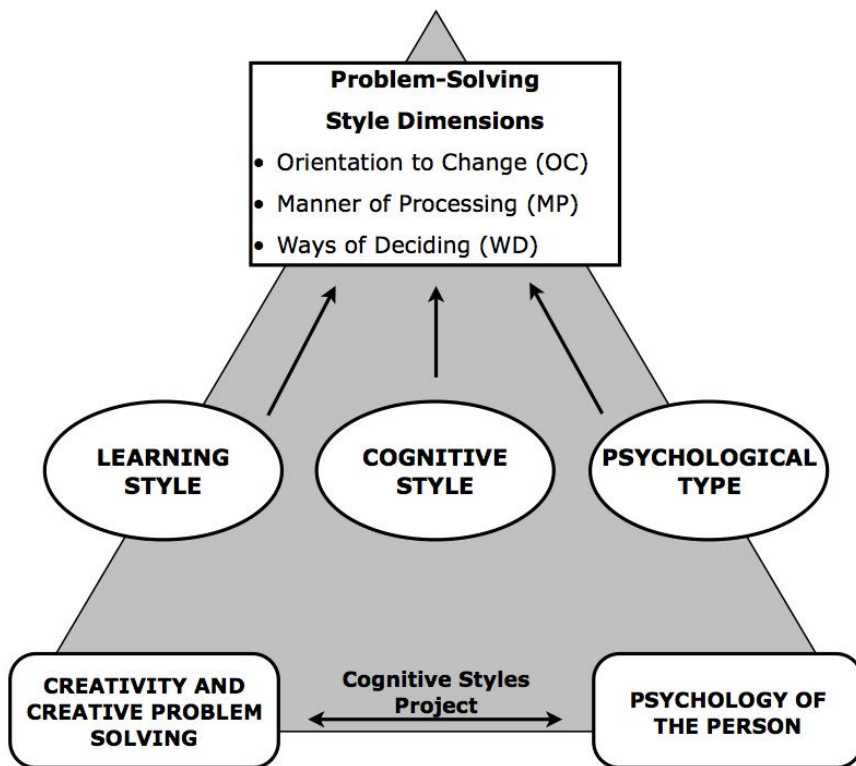 Problem-Solving
Style Dimensions
• Orientation to Change (OC)
• Manner of Processing (MP)
• Ways of Deciding (WD)
LEARNING
STYLE
COGNITIVE
STYLE
PSYCHOLOGICAL
TYPE
CREATIVITY AND
CREATIVE PROBLEM
SOLVING
Cognitive Styles
Project
PSYCHOLOGY OF
THE PERSON